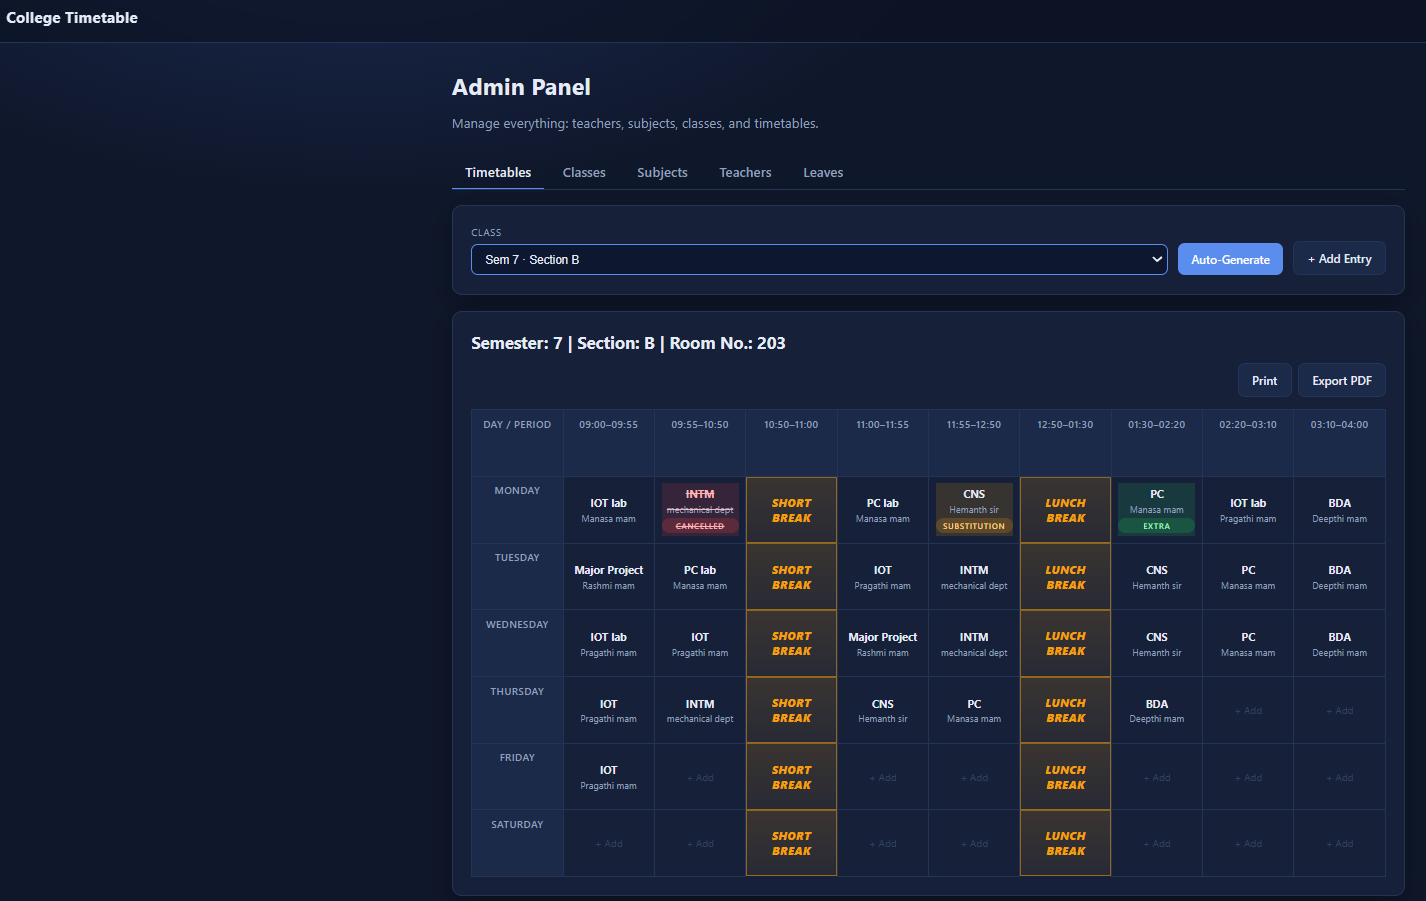 College Timetable
Admin Panel
Manage everything: teachers, subjects, classes, and timetables.
Timetables Classes Subjects Teachers Leaves
CLASS
Sem 7 · Section B
Auto-Generate
+ Add Entry
Semester: 7 | Section: B | Room No.: 203
Print
Export PDF
DAY / PERIOD 09:00–09:55 09:55–10:50 10:50–11:00 11:00–11:55 11:55–12:50 12:50–01:30 01:30–02:20 02:20–03:10 03:10–04:00
MONDAY
IOT lab
Manasa mam
INTM
mechanical dept
CANCELLED
SHORT
BREAK
PC lab
Manasa mam
CNS
Hemanth sir
SUBSTITUTION
LUNCH
BREAK
PC
Manasa mam
EXTRA
IOT lab
Pragathi mam
BDA
Deepthi mam
TUESDAY
Major Project
Rashmi mam
PC lab
Manasa mam
SHORT
BREAK
IOT
Pragathi mam
INTM
mechanical dept
LUNCH
BREAK
CNS
Hemanth sir
PC
Manasa mam
BDA
Deepthi mam
WEDNESDAY
IOT lab
Pragathi mam
IOT
Pragathi mam
SHORT
BREAK
Major Project
Rashmi mam
INTM
mechanical dept
LUNCH
BREAK
CNS
Hemanth sir
PC
Manasa mam
BDA
Deepthi mam
THURSDAY
IOT
Pragathi mam
INTM
mechanical dept
SHORT
BREAK
CNS
Hemanth sir
PC
Manasa mam
LUNCH
BREAK
BDA
Deepthi mam
+ Add
+ Add
FRIDAY
IOT
Pragathi mam
+ Add
SHORT
BREAK
+ Add
+ Add
LUNCH
BREAK
+ Add
+ Add
+ Add
SATURDAY
+ Add
+ Add
SHORT
BREAK
+ Add
+ Add
LUNCH
BREAK
+ Add
+ Add
+ Add